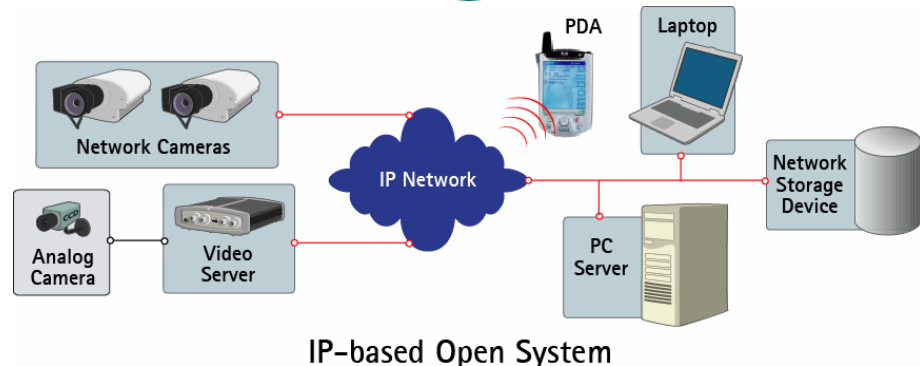 PDA
Laptop
Network Cameras
IP Network
Network
Storage
Device
CCD
Analog
Camera
Video
Server
PC
Server
IP-based Open System